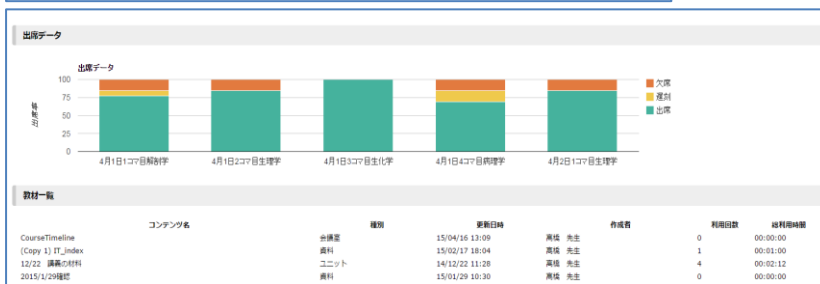 出席データ
出席データ
100
75
50
25
0
欠席
遅刻
出席
4月1日1コマ目解剖学 4月1日2コマ目生理学 4月1日3コマ目生化学 4月1日4コマ目病理学 4月2日1コマ目生理学
教材一覧
コンテンツ名 種別 更新日時 作成者 利用回数 総利用時間
CourseTimeline 会議室 15/04/16 13:09 高橋 先生 0 00:00:00
(Copy 1) IT_index 資料 15/02/17 18:04 高橋 先生 1 00:01:00
12/22 講義の材料 ユニット 14/12/22 11:28 高橋 先生 4 00:02:12
2015/1/29確認 資料 15/01/29 10:30 高橋 先生 0 00:00:00